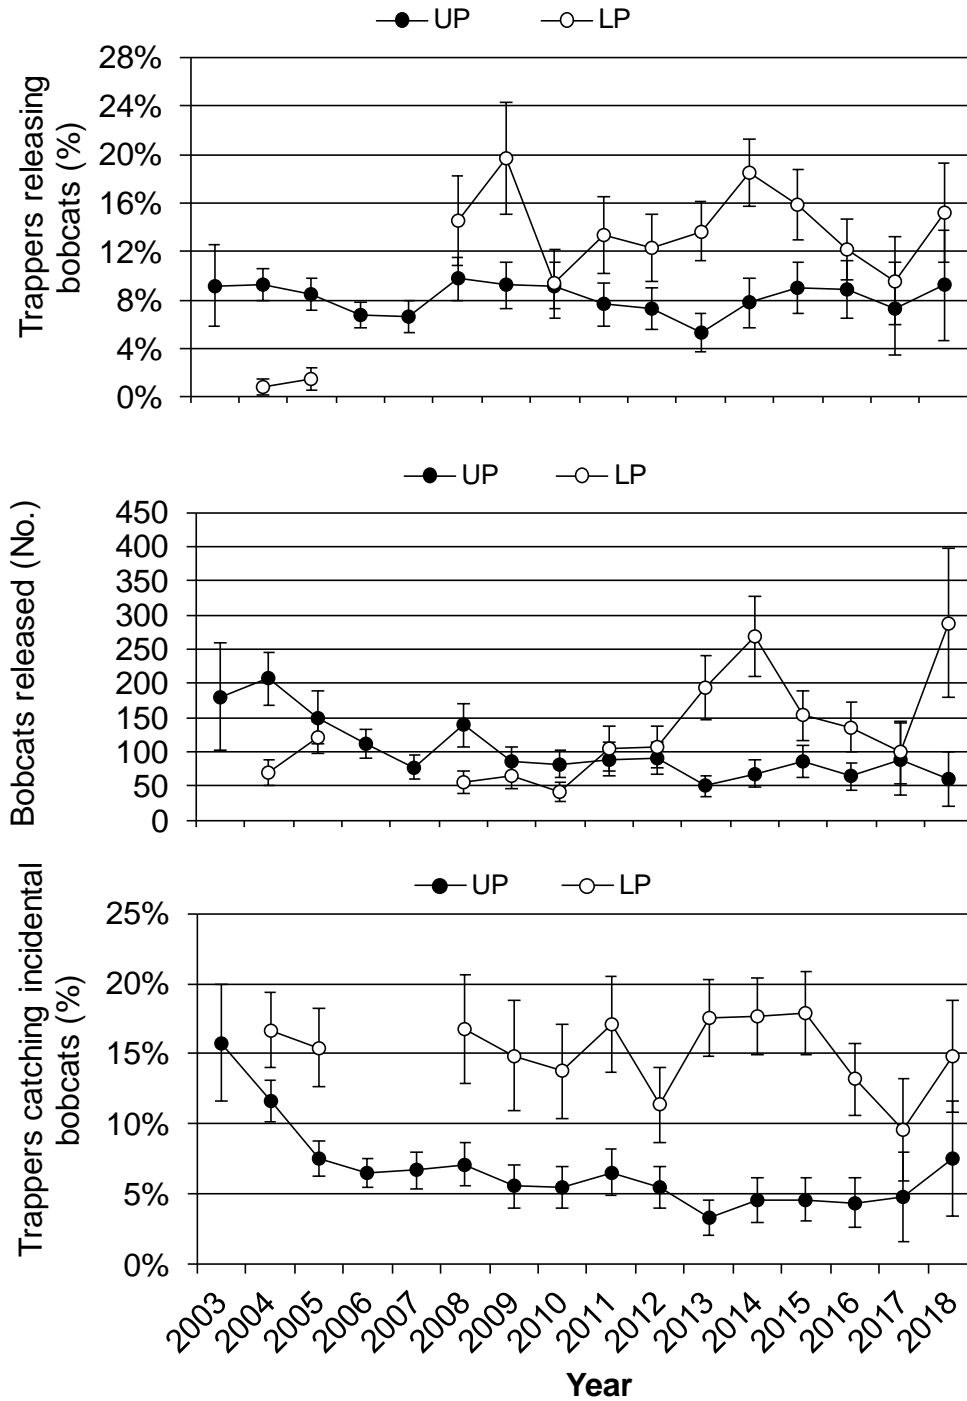 UP LP
Trappers releasing
bobcats (%)
28%
24%
20%
16%
12%
8%
4%
0%
UP LP
Bobcats released (No.)
450
400
350
300
250
200
150
100
50
0
UP LP
Trappers catching incidental
bobcats (%)
25%
20%
15%
10%
5%
0%
2003 2004 2005 2006 2007 2008 2009 2010 2011 2012 2013 2014 2015 2016 2017 2018
Year